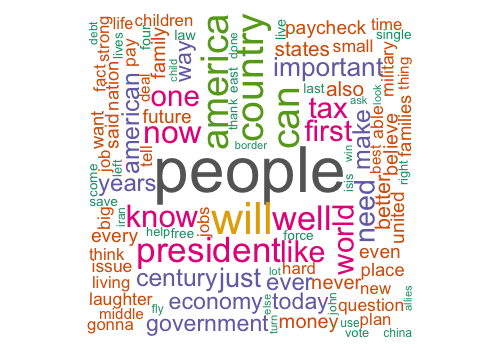 people
will
can
country
america
president
like
well
know
now
one
first
tax
world
need
make
important
american
years
century
just
ever
economy
today
government
way
family
future
children
life
strong
fact
nation
said
want
job
pay
states
small
paycheck
time
military
families
thing
believe
able
best
better
united
even
place
never
new
question
plan
money
hard
also
big
every
think
issue
living
laughter
middle
gonna
tell
jobs
free
help
force
border
thank
east
done
live
last
law
four
lives
debt
deal
child
left
come
save
iran
fly
lot
else
turn
john
use
vote
china
allies
right
look
ask
win
isis
single